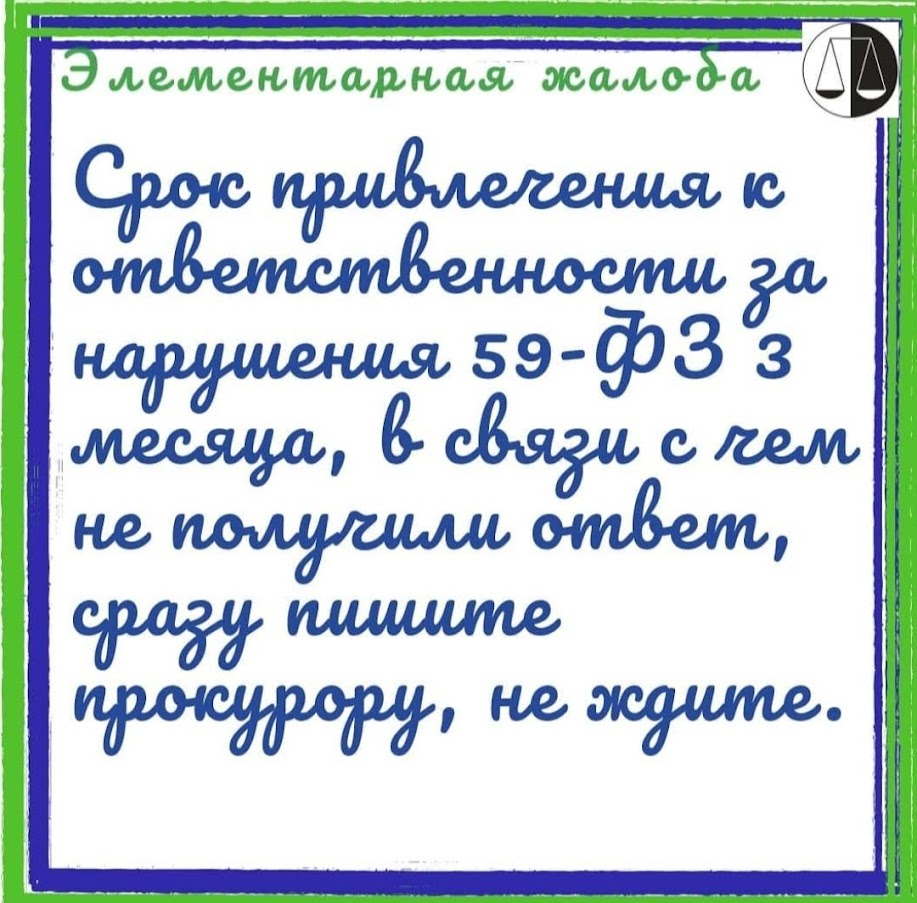 Элементарная жалоба
Срок привлечения к
ответственности за
нарушения 59-ФЗ 3
месяца, в связи с чем
не получили ответ,
сразу пишите
прокурору, не ждите.